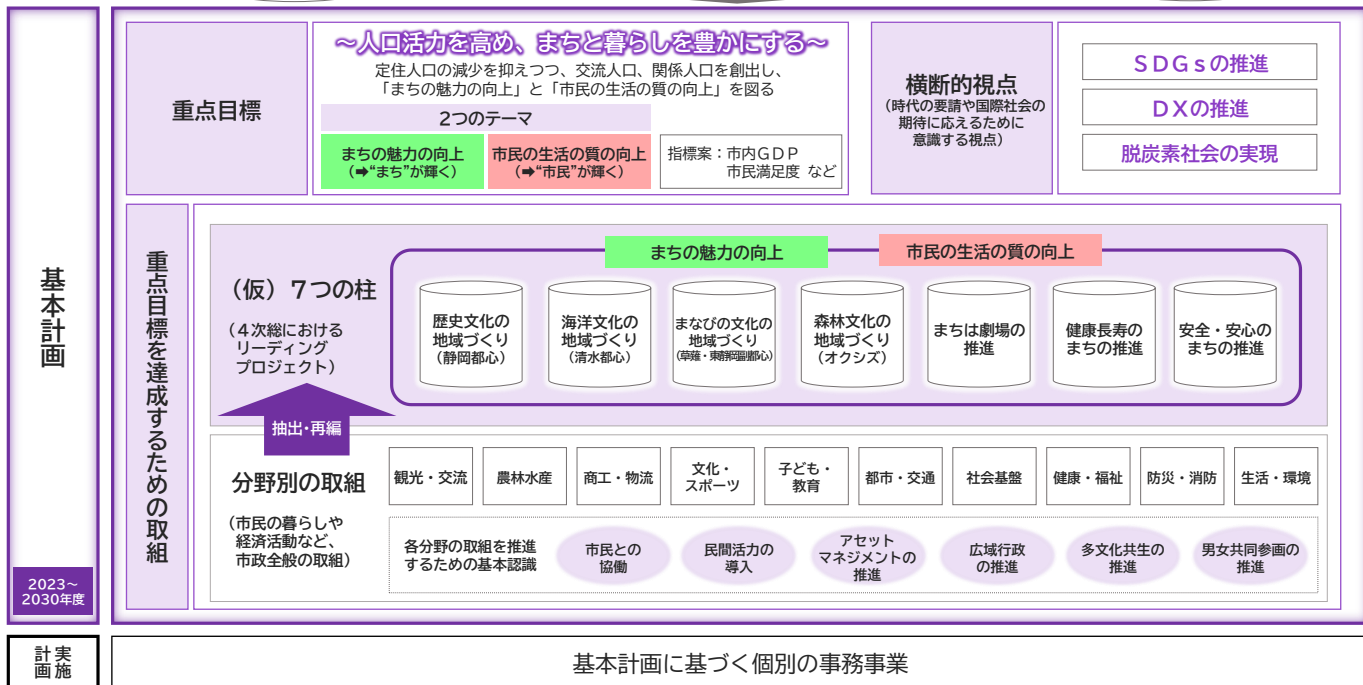 基本計画
2023～
2030年度
重点目標
～人口活力を高め、まちと暮らしを豊かにする～
定住人口の減少を抑えつつ、交流人口、関係人口を創出し、
「まちの魅力の向上」と「市民の生活の質の向上」を図る
2つのテーマ
まちの魅力の向上
(➡“まち”が輝く)
市民の生活の質の向上
(➡“市民”が輝く)
指標案：市内GDP
市民満足度 など
横断的視点
(時代の要請や国際社会の
期待に応えるために
意識する視点)
SDGsの推進
DXの推進
脱炭素社会の実現
重点目標を達成するための取組
(仮) 7つの柱
(4次総における
リーディング
プロジェクト)
まちの魅力の向上
市民の生活の質の向上
歴史文化の
地域づくり
(静岡都心)
海洋文化の
地域づくり
(清水都心)
まなびの文化の
地域づくり
(草薙・東静岡副都心)
森林文化の
地域づくり
(オクシズ)
まちは劇場の
推進
健康長寿の
まちの推進
安全・安心の
まちの推進
抽出・再編
分野別の取組
(市民の暮らしや
経済活動など、
市政全般の取組)
観光・交流
農林水産
商工・物流
文化・
スポーツ
子ども・
教育
都市・交通
社会基盤
健康・福祉
防災・消防
生活・環境
各分野の取組を推進
するための基本認識
市民との
協働
民間活力の
導入
アセット
マネジメントの
推進
広域行政
の推進
多文化共生の
推進
男女共同参画の
推進
実施
計画
基本計画に基づく個別の事務事業